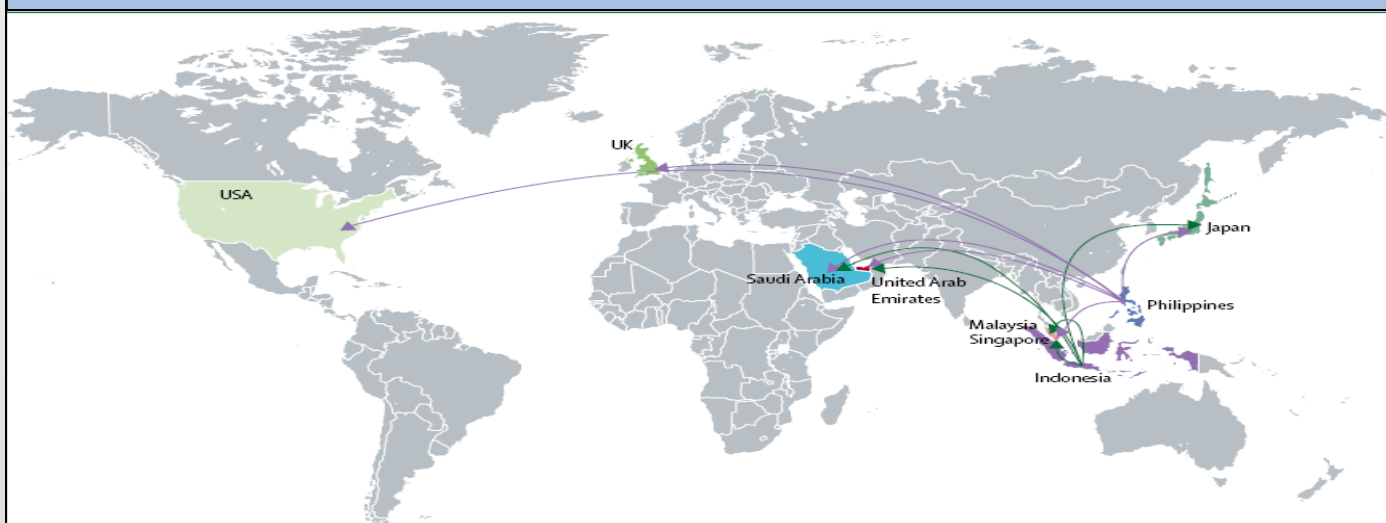 UK
USA
Japan
Saudi Arabia
United Arab
Emirates
Philippines
Malaysia
Singapore
Indonesia